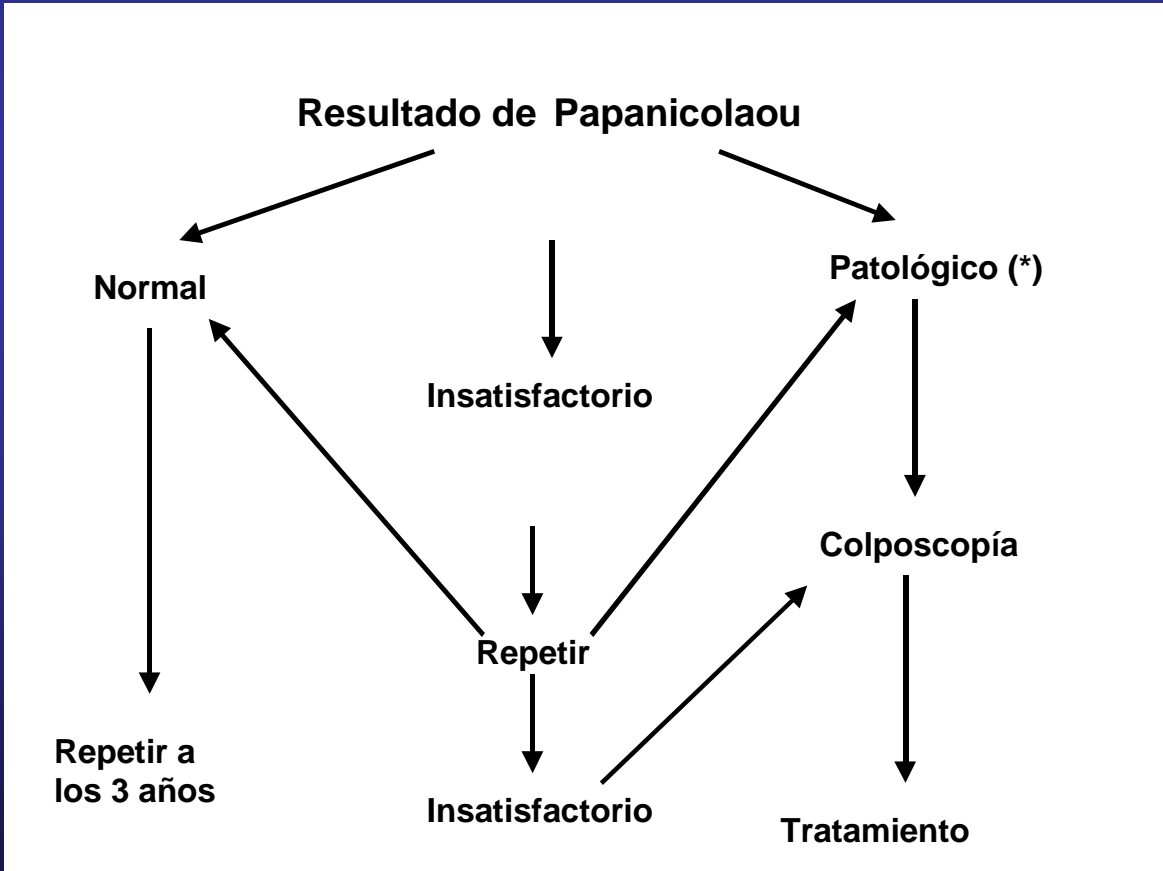 Resultado de Papanicolaou
Normal
Patológico (*)
Insatisfactorio
Colposcopía
Repetir
Repetir a
los 3 años
Insatisfactorio
Tratamiento